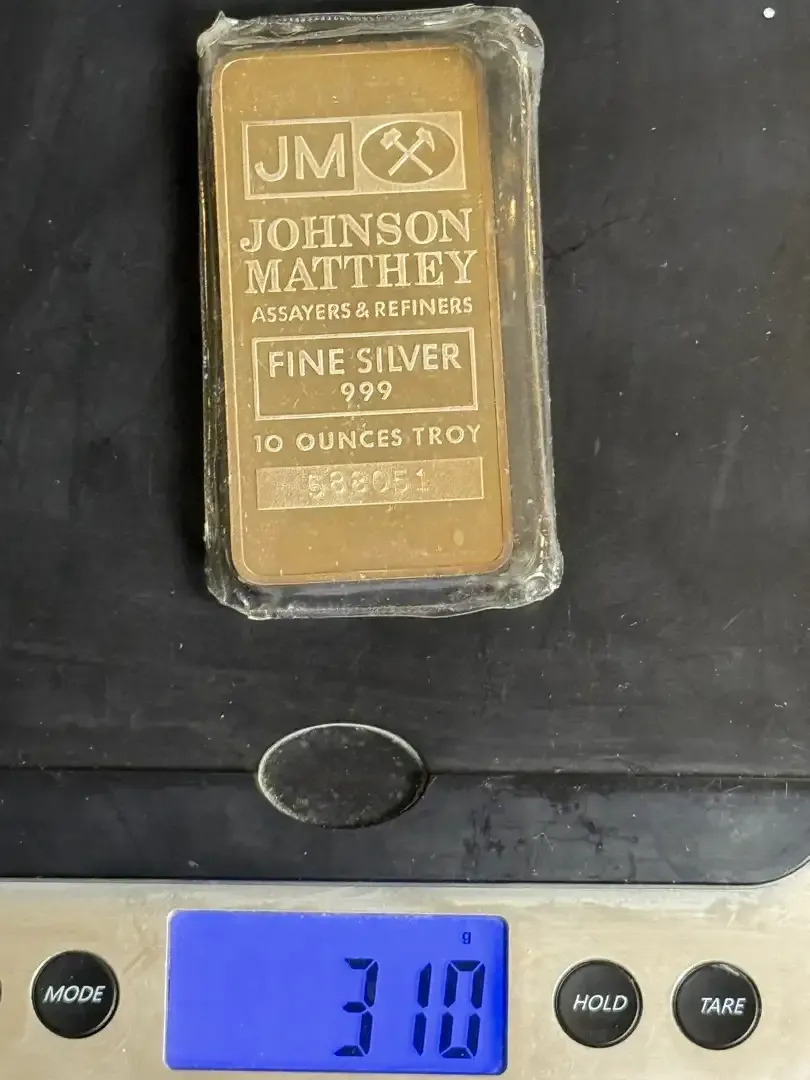 JM
JOHNSON
MATTHEY
ASSAYERS & REFINERS
FINE SILVER
999
10 OUNCES TROY
588051
g
310
MODE
HOLD
TARE